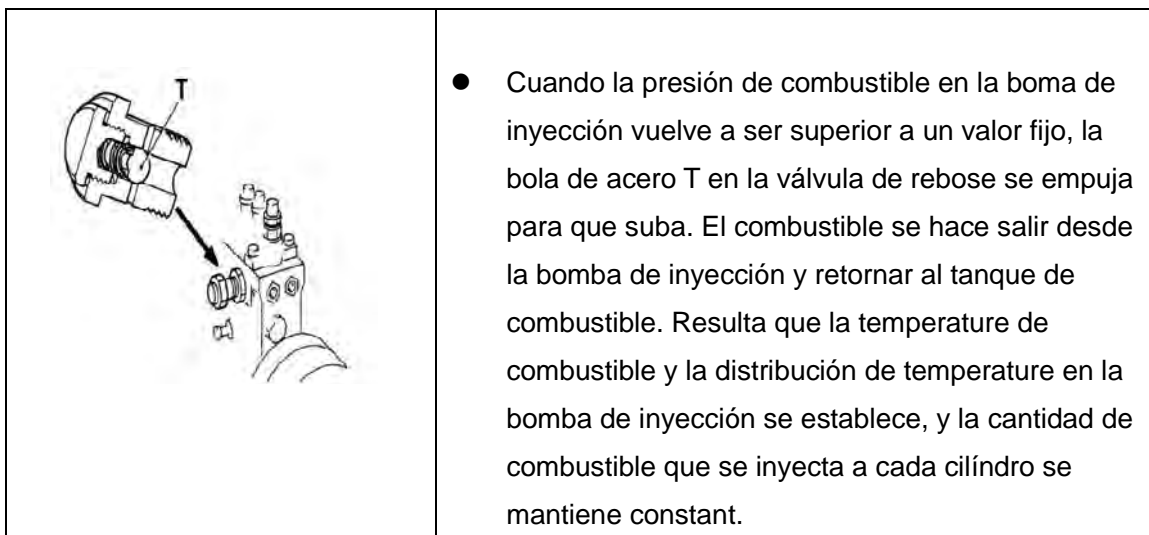 T
● Cuando la presión de combustible en la boma de
inyección vuelve a ser superior a un valor fijo, la
bola de acero T en la válvula de rebose se empuja
para que suba. El combustible se hace salir desde
la bomba de inyección y retornar al tanque de
combustible. Resulta que la temperature de
combustible y la distribución de temperature en la
bomba de inyección se establece, y la cantidad de
combustible que se inyecta a cada cilíndro se
mantiene constant.